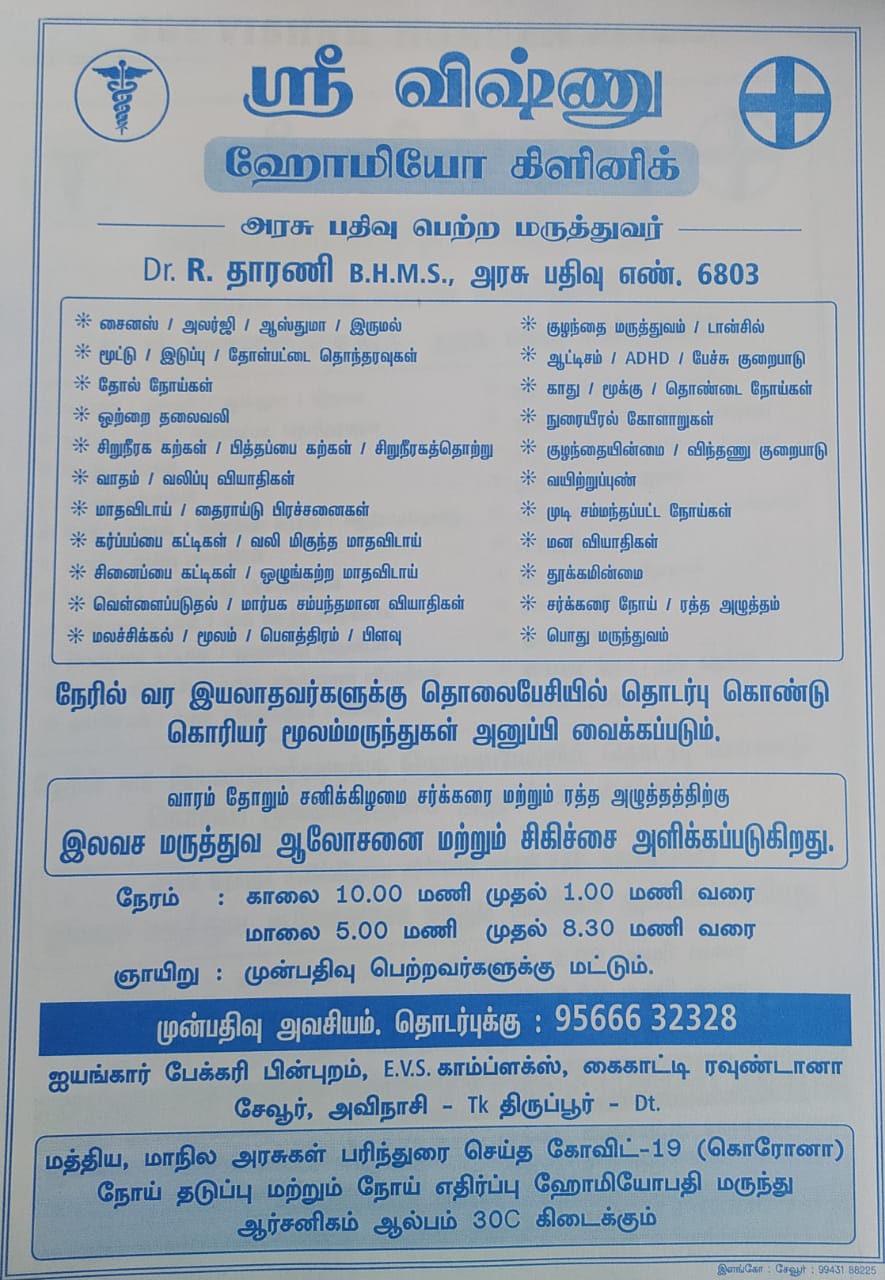 ஸ்ரீ விஷ்ணு
ஹோமியோ கிளினிக்
அரசு பதிவு பெற்ற மருத்துவர்
Dr. R. தாரணி B.H.M.S., அரசு பதிவு எண். 6803
சைனஸ் / அலர்ஜி / ஆஸ்துமா / இருமல்
மூட்டு / இடுப்பு / தோள்பட்டை தொந்தரவுகள்
தோல் நோய்கள்
ஒற்றை தலைவலி
சிறுநீரக கற்கள் / பித்தப்பை கற்கள் / சிறுநீரகத்தொற்று
வாதம் / வலிப்பு வியாதிகள்
மாதவிடாய் / தைராய்டு பிரச்சனைகள்
கர்ப்பப்பை கட்டிகள் / வலி மிகுந்த மாதவிடாய்
சினைப்பை கட்டிகள் / ஒழுங்கற்ற மாதவிடாய்
வெள்ளைப்படுதல் / மார்பக சம்பந்தமான வியாதிகள்
மலச்சிக்கல் / மூலம் / பௌத்திரம் / பிளவு
குழந்தை மருத்துவம் / டான்சில்
ஆட்டிசம் / ADHD / பேச்சு குறைபாடு
காது / மூக்கு / தொண்டை நோய்கள்
நுரையீரல் கோளாறுகள்
குழந்தையின்மை / விந்தணு குறைபாடு
வயிற்றுப்புண்
முடி சம்மந்தப்பட்ட நோய்கள்
மன வியாதிகள்
தூக்கமின்மை
சர்க்கரை நோய் / ரத்த அழுத்தம்
பொது மருந்துவம்
நேரில் வர இயலாதவர்களுக்கு தொலைபேசியில் தொடர்பு கொண்டு
கொரியர் மூலம்மருந்துகள் அனுப்பி வைக்கப்படும்.
வாரம் தோறும் சனிக்கிழமை சர்க்கரை மற்றும் ரத்த அழுத்தத்திற்கு
இலவச மருத்துவ ஆலோசனை மற்றும் சிகிச்சை அளிக்கப்படுகிறது.
நேரம் : காலை 10.00 மணி முதல் 1.00 மணி வரை
மாலை 5.00 மணி முதல் 8.30 மணி வரை
ஞாயிறு : முன்பதிவு பெற்றவர்களுக்கு மட்டும்.
முன்பதிவு அவசியம். தொடர்புக்கு : 95666 32328
ஐயங்கார் பேக்கரி பின்புறம், E.V.S. காம்ப்ளக்ஸ், கைகாட்டி ரவுண்டானா
சேவூர், அவிநாசி - Tk திருப்பூர் - Dt.
மத்திய, மாநில அரசுகள் பரிந்துரை செய்த கோவிட்-19 (கொரோனா)
நோய் தடுப்பு மற்றும் நோய் எதிர்ப்பு ஹோமியோபதி மருந்து
ஆர்சனிகம் ஆல்பம் 30C கிடைக்கும்
இளங்கோ : சேவூர் : 99431 88225